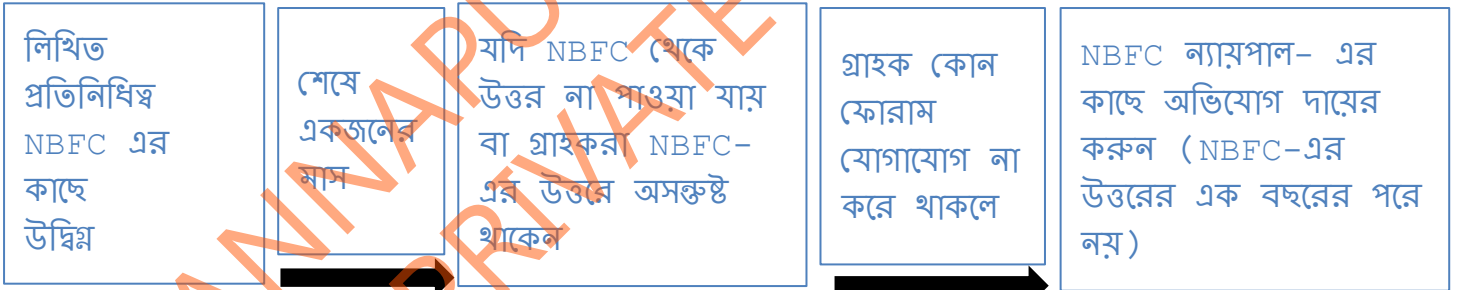 লিখিত
প্রতিনিধিত্ব
NBFC এর
কাছে
উদ্বিগ্ন
শেষে
একজনের
মাস
যদি NBFC থেকে
উত্তর না পাওয়া যায়
বা গ্রাহকরা NBFC-
এর উত্তরে অসন্তুষ্ট
থাকেন
গ্রাহক কোন
ফোরাম
যোগাযোগ না
করে থাকলে
NBFC ন্যায়পাল- এর
কাছে অভিযোগ দায়ের
করুন (NBFC-এর
উত্তরের এক বছরের পরে
নয়)
PRIVATE